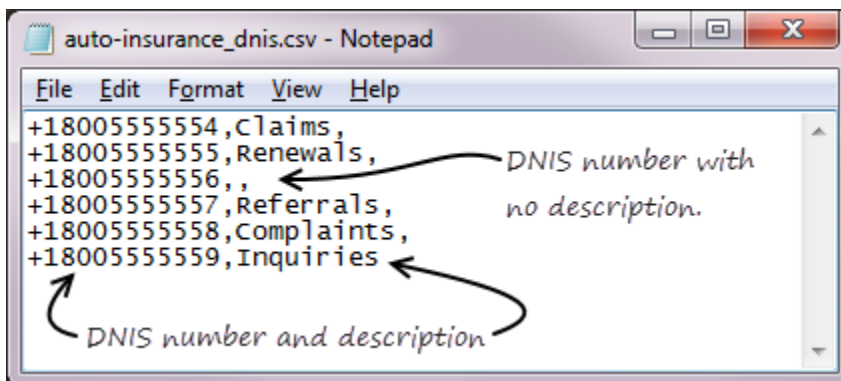 auto-insurance_dnis.csv - Notepad
File Edit Format View Help
+18005555554,Claims,
+18005555555,Renewals,
+18005555556,,
+18005555557,Referrals,
+18005555558,Complaints,
+18005555559,Inquiries
DNIS number with
no description.
DNIS number and description